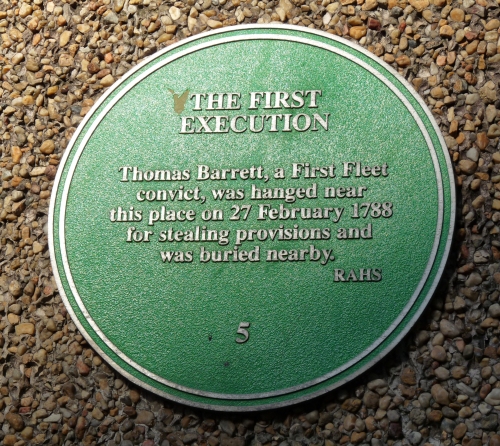 THE FIRST
EXECUTION
Thomas Barrett, a First Fleet
convict, was hanged near
this place on 27 February 1788
for stealing provisions and
was buried nearby.
RAHS
5